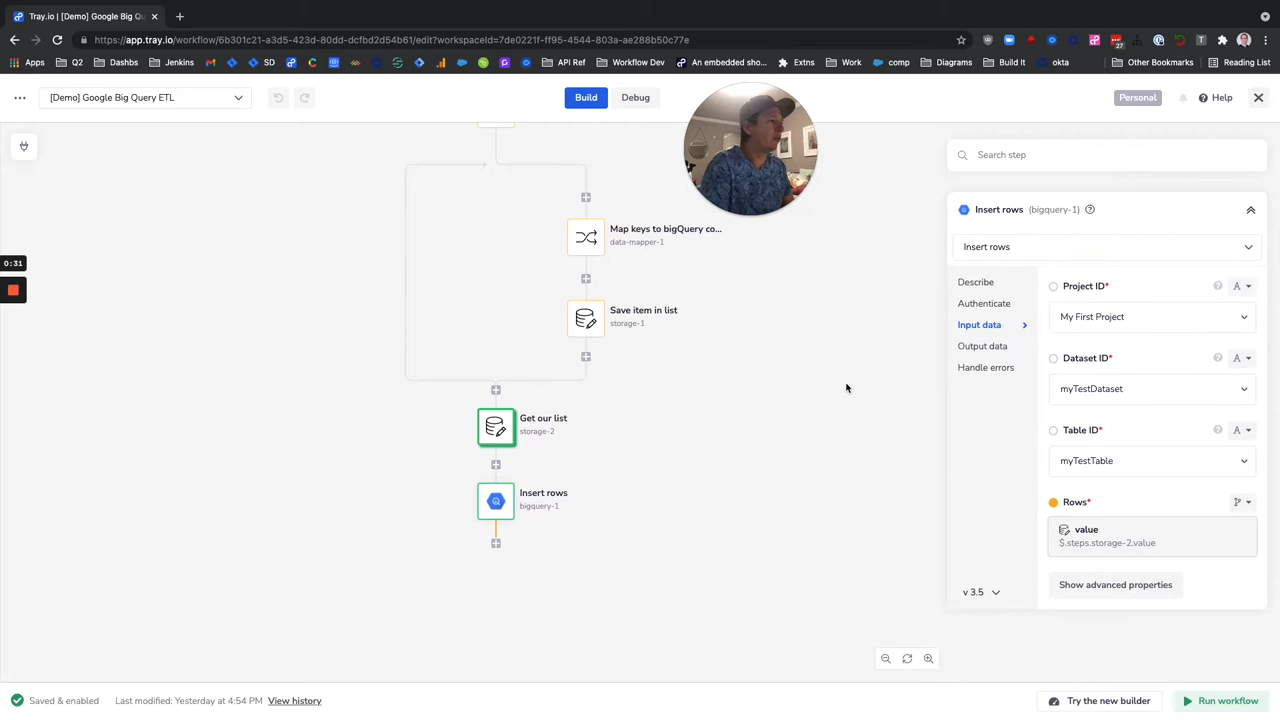 Tray.io | [Demo] Google Big Qu
https://app.tray.io/workflow/6b301c21-a3d5-423d-80dd-dcfbd2d54b61/edit?workspaceId=7de0221f-ff95-4544-803a-ae288b50c77e
27
Apps Q2 Dashbs Jenkins SD API Ref Workflow Dev An embedded sho... Extns Work comp Diagrams Build It okta Other Bookmarks Reading List
[Demo] Google Big Query ETL
Build Debug
Personal Help
Search step
0:31
Map keys to bigQuery co...
data-mapper-1
Save item in list
storage-1
Get our list
storage-2
Insert rows
bigquery-1
Insert rows (bigquery-1)
Insert rows
Describe
Authenticate
Input data
Output data
Handle errors
v 3.5
Project ID* A
My First Project
Dataset ID* A
myTestDataset
Table ID* A
myTestTable
Rows*
value
$.steps.storage-2.value
Show advanced properties
Saved & enabled Last modified: Yesterday at 4:54 PM View history
Try the new builder Run workflow